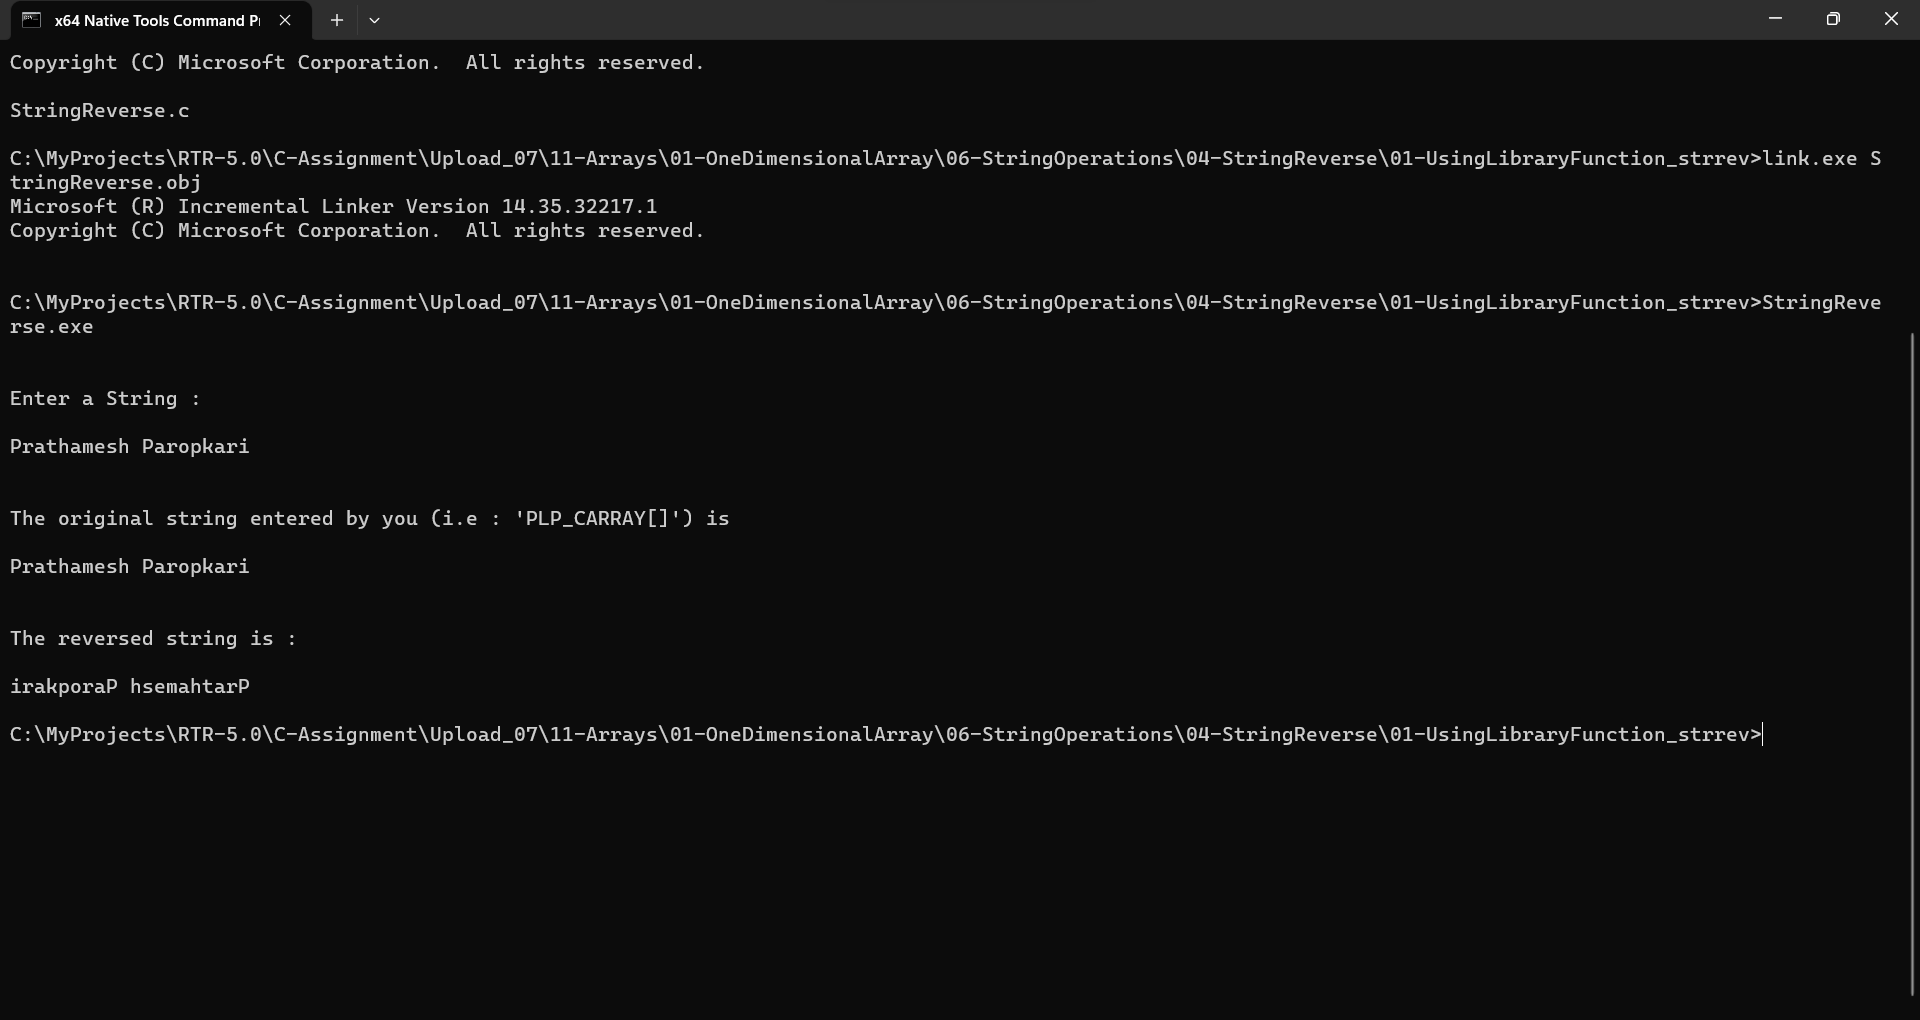 x64 Native Tools Command P
Copyright (C) Microsoft Corporation.  All rights reserved.
StringReverse.c
C:\MyProjects\RTR-5.0\C-Assignment\Upload_07\11-Arrays\01-OneDimensionalArray\06-StringOperations\04-StringReverse\01-UsingLibraryFunction_strrev>link.exe S
tringReverse.obj
Microsoft (R) Incremental Linker Version 14.35.32217.1
Copyright (C) Microsoft Corporation.  All rights reserved.
C:\MyProjects\RTR-5.0\C-Assignment\Upload_07\11-Arrays\01-OneDimensionalArray\06-StringOperations\04-StringReverse\01-UsingLibraryFunction_strrev>StringReve
rse.exe
Enter a String :
Prathamesh Paropkari
The original string entered by you (i.e : 'PLP_CARRAY[]') is
Prathamesh Paropkari
The reversed string is :
irakporaP hsemahtarP
C:\MyProjects\RTR-5.0\C-Assignment\Upload_07\11-Arrays\01-OneDimensionalArray\06-StringOperations\04-StringReverse\01-UsingLibraryFunction_strrev>